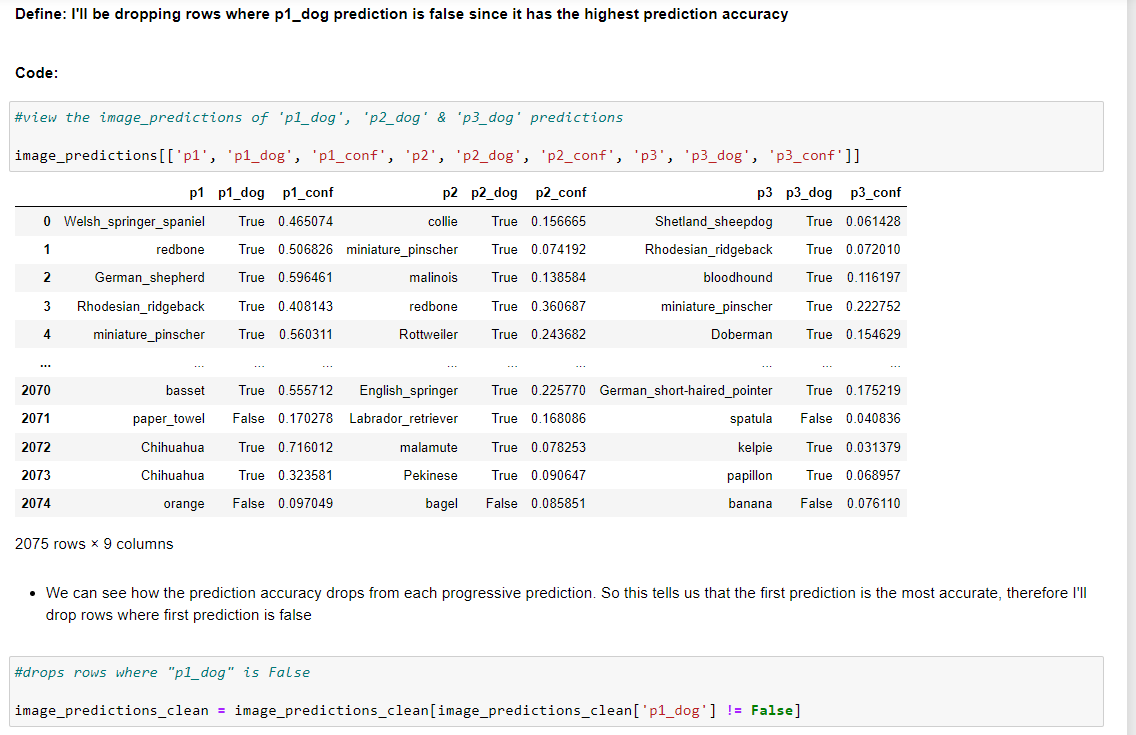 Define: I'll be dropping rows where p1_dog prediction is false since it has the highest prediction accuracy
Code:
#view the image_predictions of 'p1_dog', 'p2_dog' & 'p3_dog' predictions
image_predictions[['p1', 'p1_dog', 'p1_conf', 'p2', 'p2_dog', 'p2_conf', 'p3', 'p3_dog', 'p3_conf']]
p1 p1_dog p1_conf p2 p2_dog p2_conf p3 p3_dog p3_conf
0 Welsh_springer_spaniel True 0.465074 collie True 0.156665 Shetland_sheepdog True 0.061428
1 redbone True 0.506826 miniature_pinscher True 0.074192 Rhodesian_ridgeback True 0.072010
2 German_shepherd True 0.596461 malinois True 0.138584 bloodhound True 0.116197
3 Rhodesian_ridgeback True 0.408143 redbone True 0.360687 miniature_pinscher True 0.222752
4 miniature_pinscher True 0.560311 Rottweiler True 0.243682 Doberman True 0.154629
... ... ... ... ... ... ... ... ... ...
2070 basset True 0.555712 English_springer True 0.225770 German_short-haired_pointer True 0.175219
2071 paper_towel False 0.170278 Labrador_retriever True 0.168086 spatula False 0.040836
2072 Chihuahua True 0.716012 malamute True 0.078253 kelpie True 0.031379
2073 Chihuahua True 0.323581 Pekinese True 0.090647 papillon True 0.068957
2074 orange False 0.097049 bagel False 0.085851 banana False 0.076110
2075 rows × 9 columns
• We can see how the prediction accuracy drops from each progressive prediction. So this tells us that the first prediction is the most accurate, therefore I'll
drop rows where first prediction is false
#drops rows where "p1_dog" is False
image_predictions_clean = image_predictions_clean[image_predictions_clean['p1_dog'] != False]